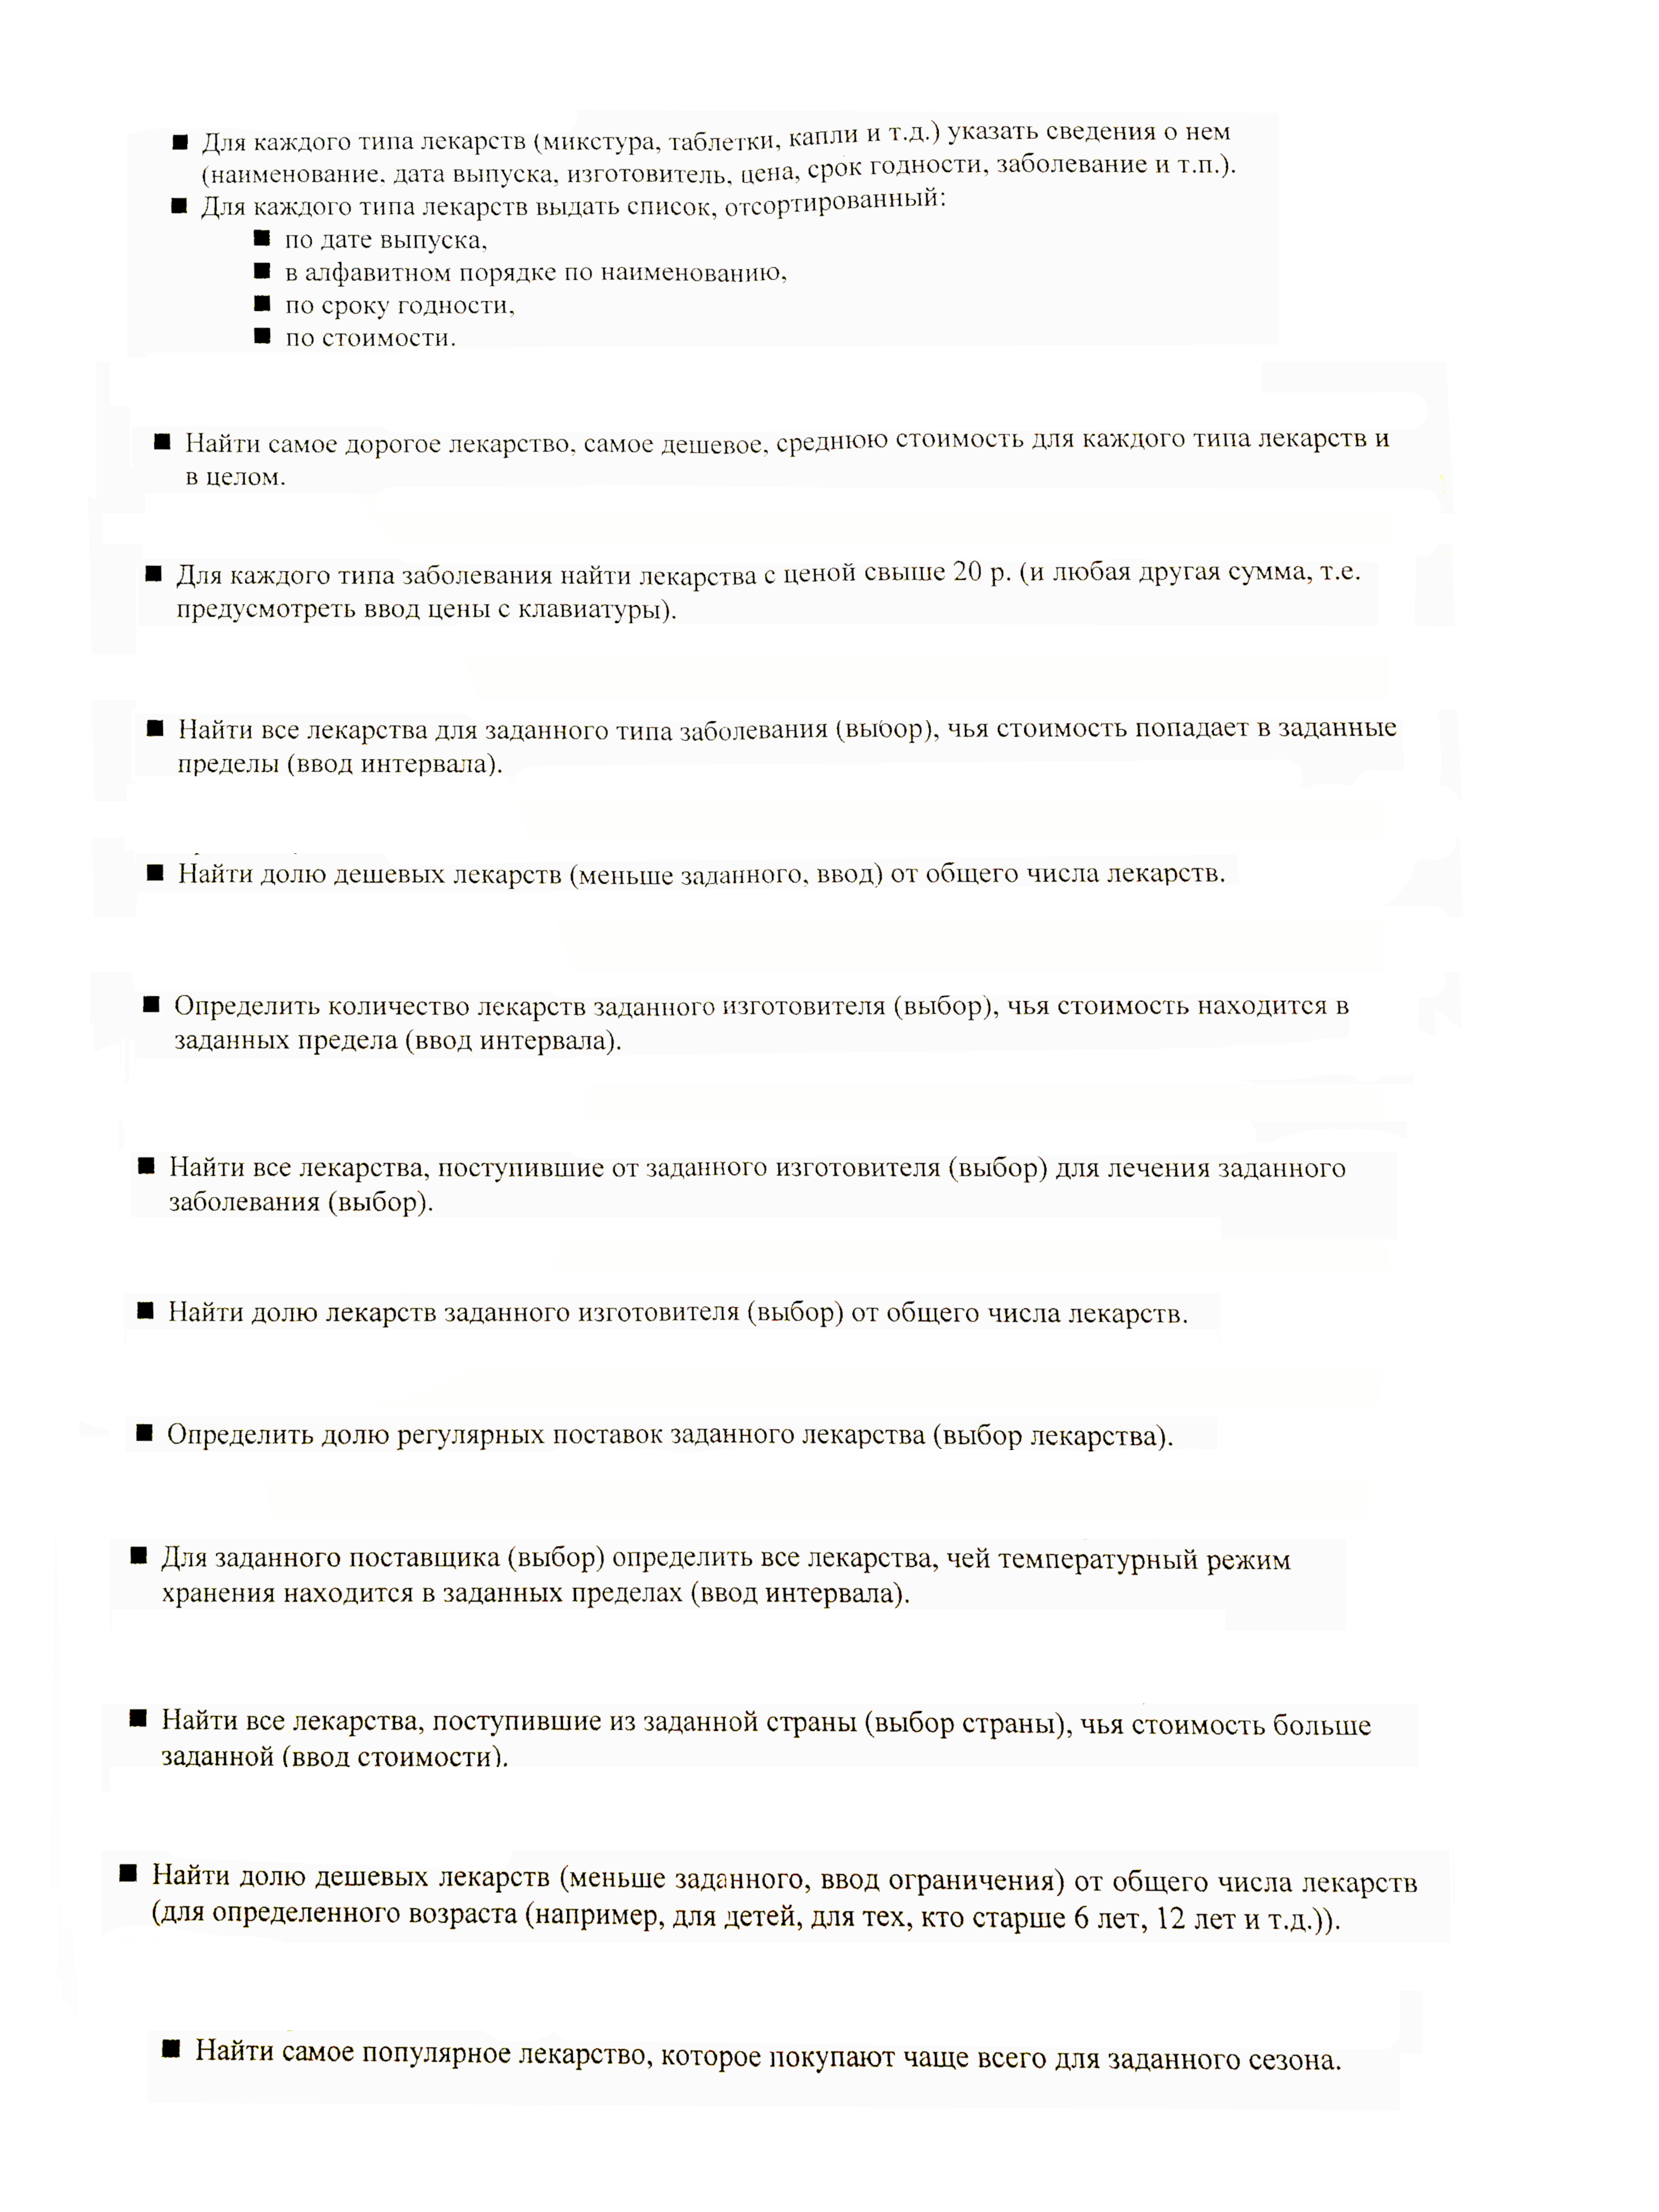 ■ Для каждого типа лекарств (микстура, таблетки, капли и т.д.) указать сведения о нем
(наименование, дата выпуска, изготовитель, цена, срок годности, заболевание и т.п.).
■ Для каждого типа лекарств выдать список, отсортированный:
■ по дате выпуска,
■ в алфавитном порядке по наименованию,
■ по сроку годности,
■ по стоимости.
■ Найти самое дорогое лекарство, самое дешевое, среднюю стоимость для каждого типа лекарств и
в целом.
■ Для каждого типа заболевания найти лекарства с ценой свыше 20 р. (и любая другая сумма, т.е.
предусмотреть ввод цены с клавиатуры).
■ Найти все лекарства для заданного типа заболевания (выбор), чья стоимость попадает в заданные
пределы (ввод интервала).
■ Найти долю дешевых лекарств (меньше заданного, ввод) от общего числа лекарств.
■ Определить количество лекарств заданного изготовителя (выбор), чья стоимость находится в
заданных предела (ввод интервала).
■ Найти все лекарства, поступившие от заданного изготовителя (выбор) для лечения заданного
заболевания (выбор).
■ Найти долю лекарств заданного изготовителя (выбор) от общего числа лекарств.
■ Определить долю регулярных поставок заданного лекарства (выбор лекарства).
■ Для заданного поставщика (выбор) определить все лекарства, чей температурный режим
хранения находится в заданных пределах (ввод интервала).
■ Найти все лекарства, поступившие из заданной страны (выбор страны), чья стоимость больше
заданной (ввод стоимости).
■ Найти долю дешевых лекарств (меньше заданного, ввод ограничения) от общего числа лекарств
(для определенного возраста (например, для детей, для тех, кто старше 6 лет, 12 лет и т.д.)).
■ Найти самое популярное лекарство, которое покупают чаще всего для заданного сезона.